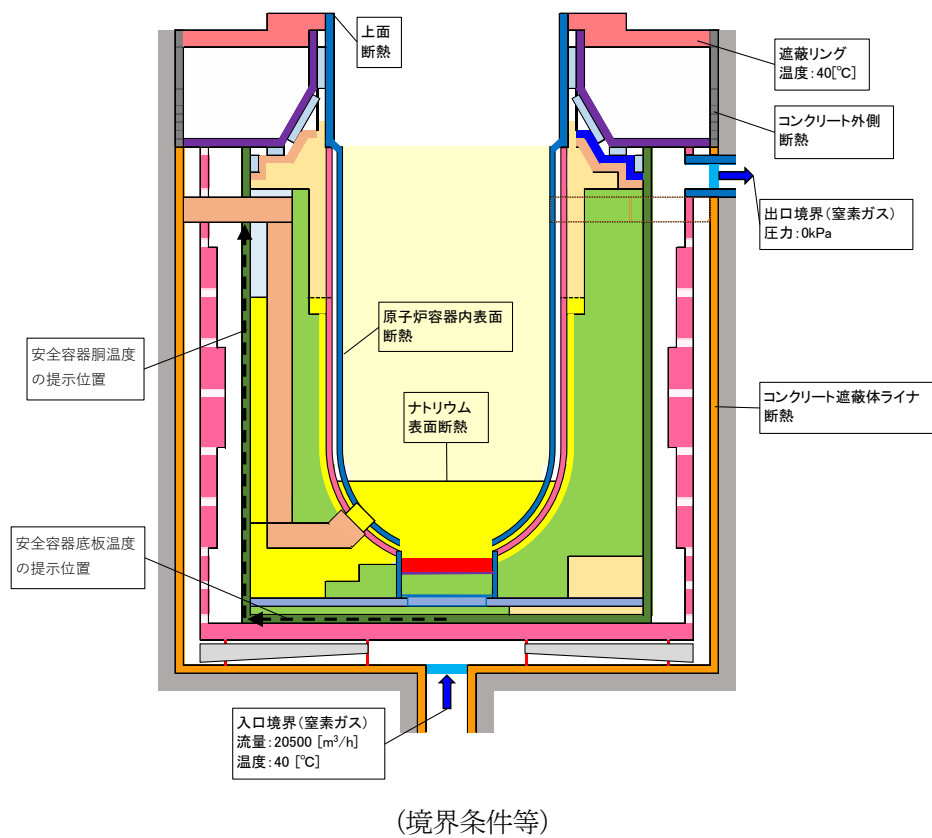 上面
断熱
遮蔽リング
温度:40[℃]
コンクリート外側
断熱
出口境界(窒素ガス)
圧力:0kPa
原子炉容器内表面
断熱
安全容器胴温度
の提示位置
ナトリウム
表面断熱
コンクリート遮蔽体ライナ
断熱
安全容器底板温度
の提示位置
入口境界(窒素ガス)
流量:20500 [m³/h]
温度:40 [℃]
(境界条件等)